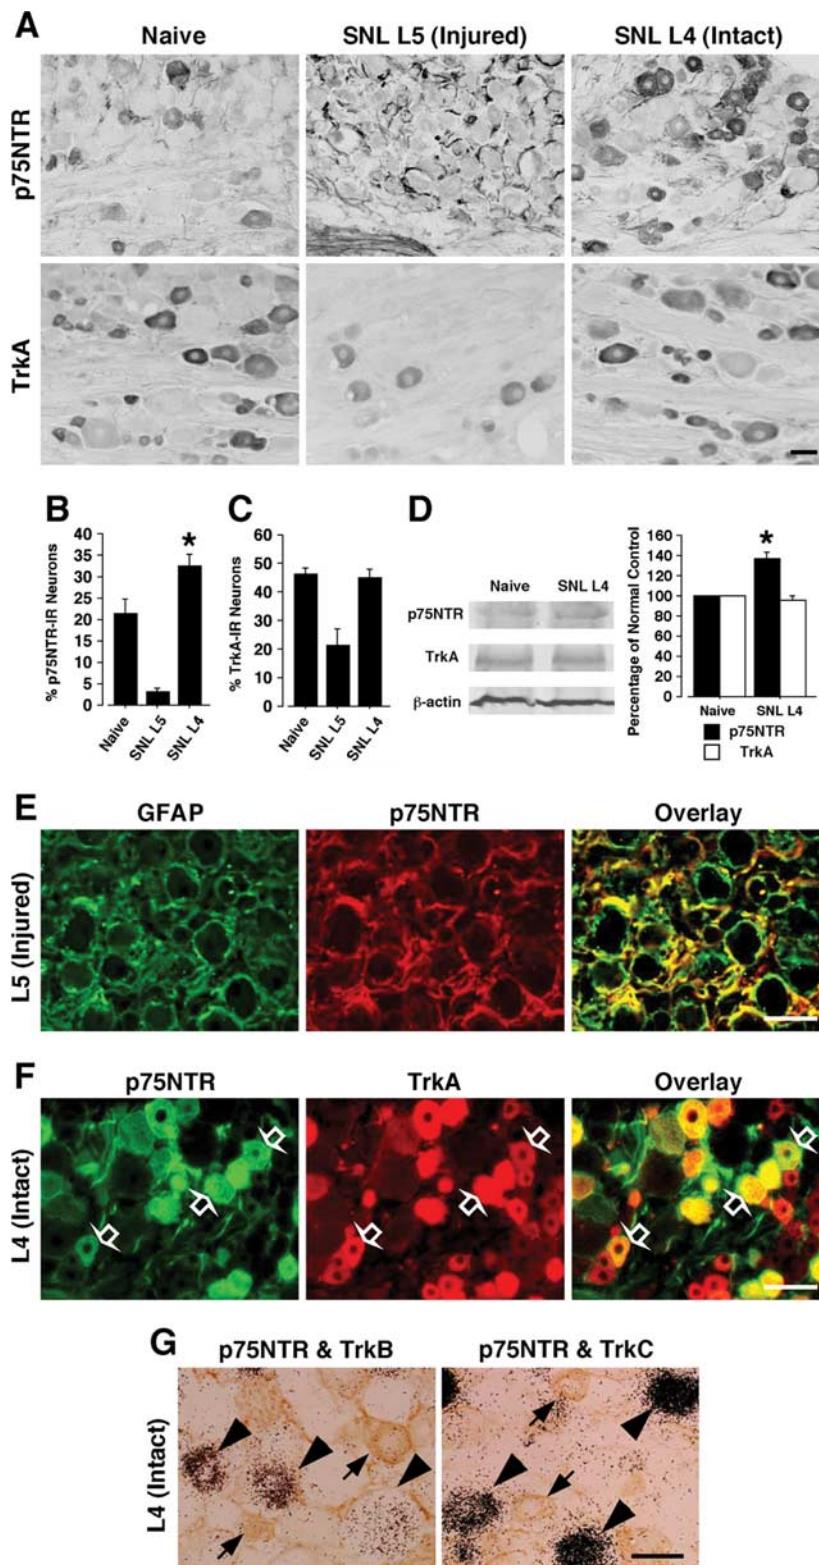 A
Naive SNL L5 (Injured) SNL L4 (Intact)
p75NTR
TrkA
B
% p75NTR-IR Neurons
40
35
30
25
20
15
10
5
0
*
Naive
SNL L5
SNL L4
C
% TrkA-IR Neurons
60
50
40
30
20
10
0
Naive
SNL L5
SNL L4
D
Naive SNL L4
p75NTR
TrkA
β-actin
Percentage of Normal Control
160
140
120
100
80
60
40
20
0
*
Naive SNL L4
p75NTR
TrkA
E
GFAP p75NTR Overlay
L5 (Injured)
F
p75NTR TrkA Overlay
L4 (Intact)
G
p75NTR & TrkB p75NTR & TrkC
L4 (Intact)